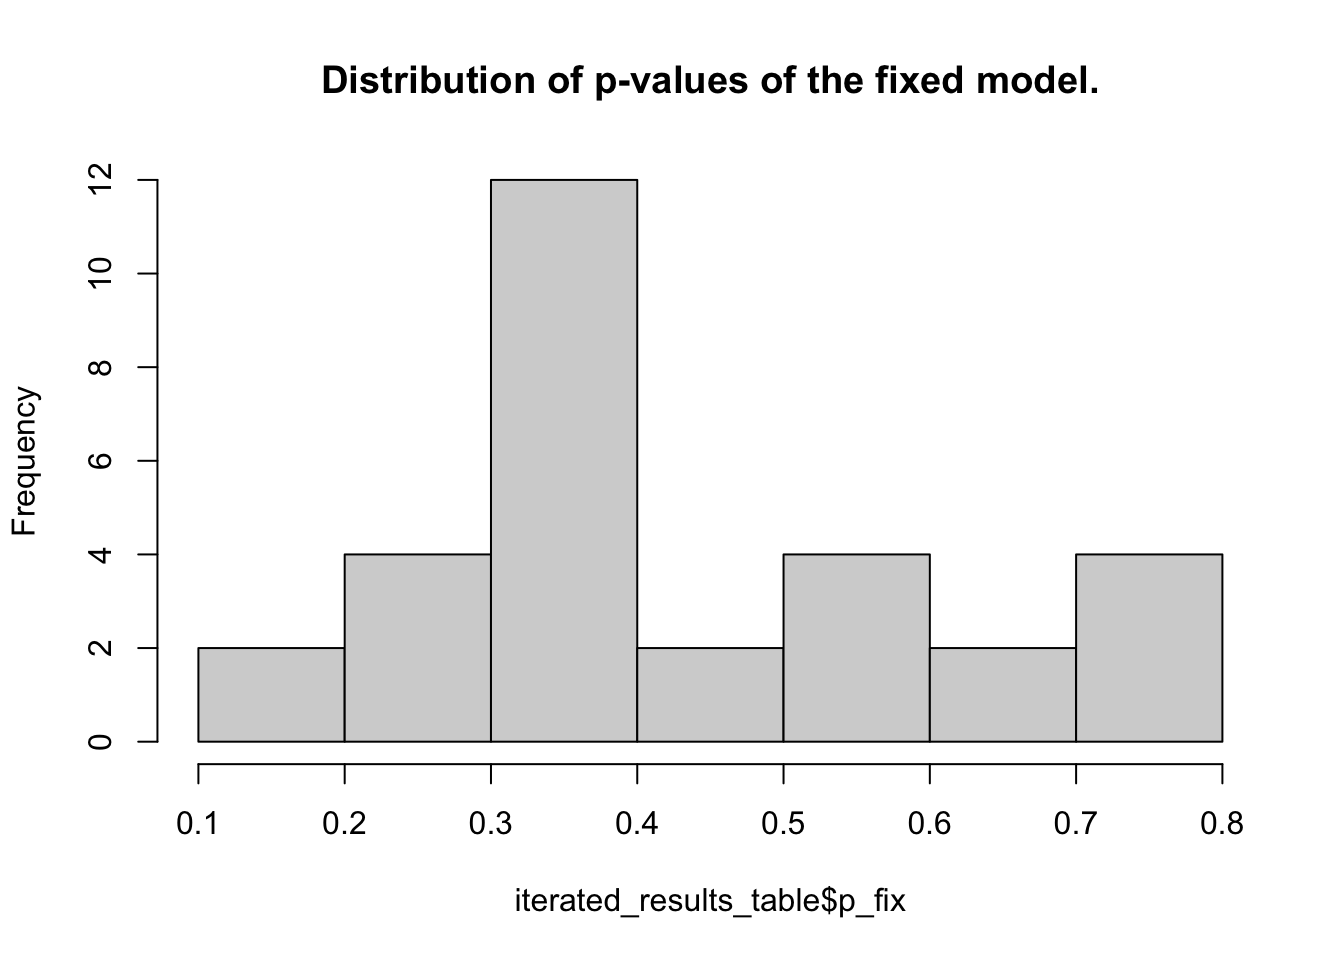 Distribution of p-values of the fixed model.
Frequency
12
10
8
6
4
2
0
0.1 0.2 0.3 0.4 0.5 0.6 0.7 0.8
iterated_results_table$p_fix